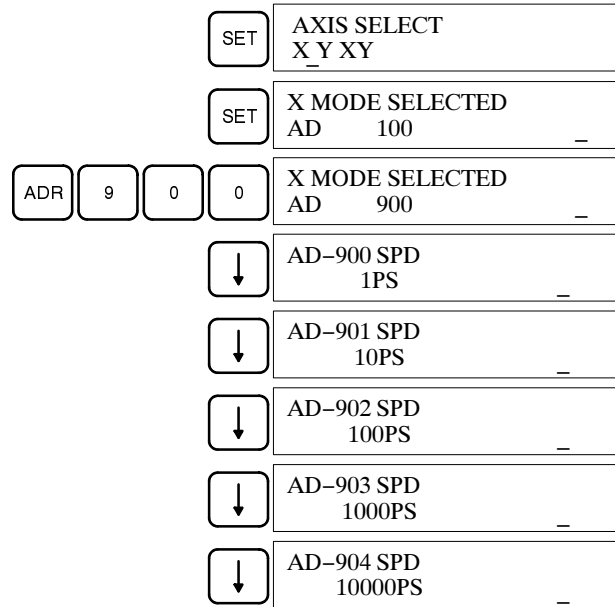 SET
AXIS SELECT
X_Y XY
SET
X MODE SELECTED
AD 100 _
ADR 9 0 0
X MODE SELECTED
AD 900 _
AD−900 SPD
1PS _
AD−901 SPD
10PS _
AD−902 SPD
100PS _
AD−903 SPD
1000PS _
AD−904 SPD
10000PS _